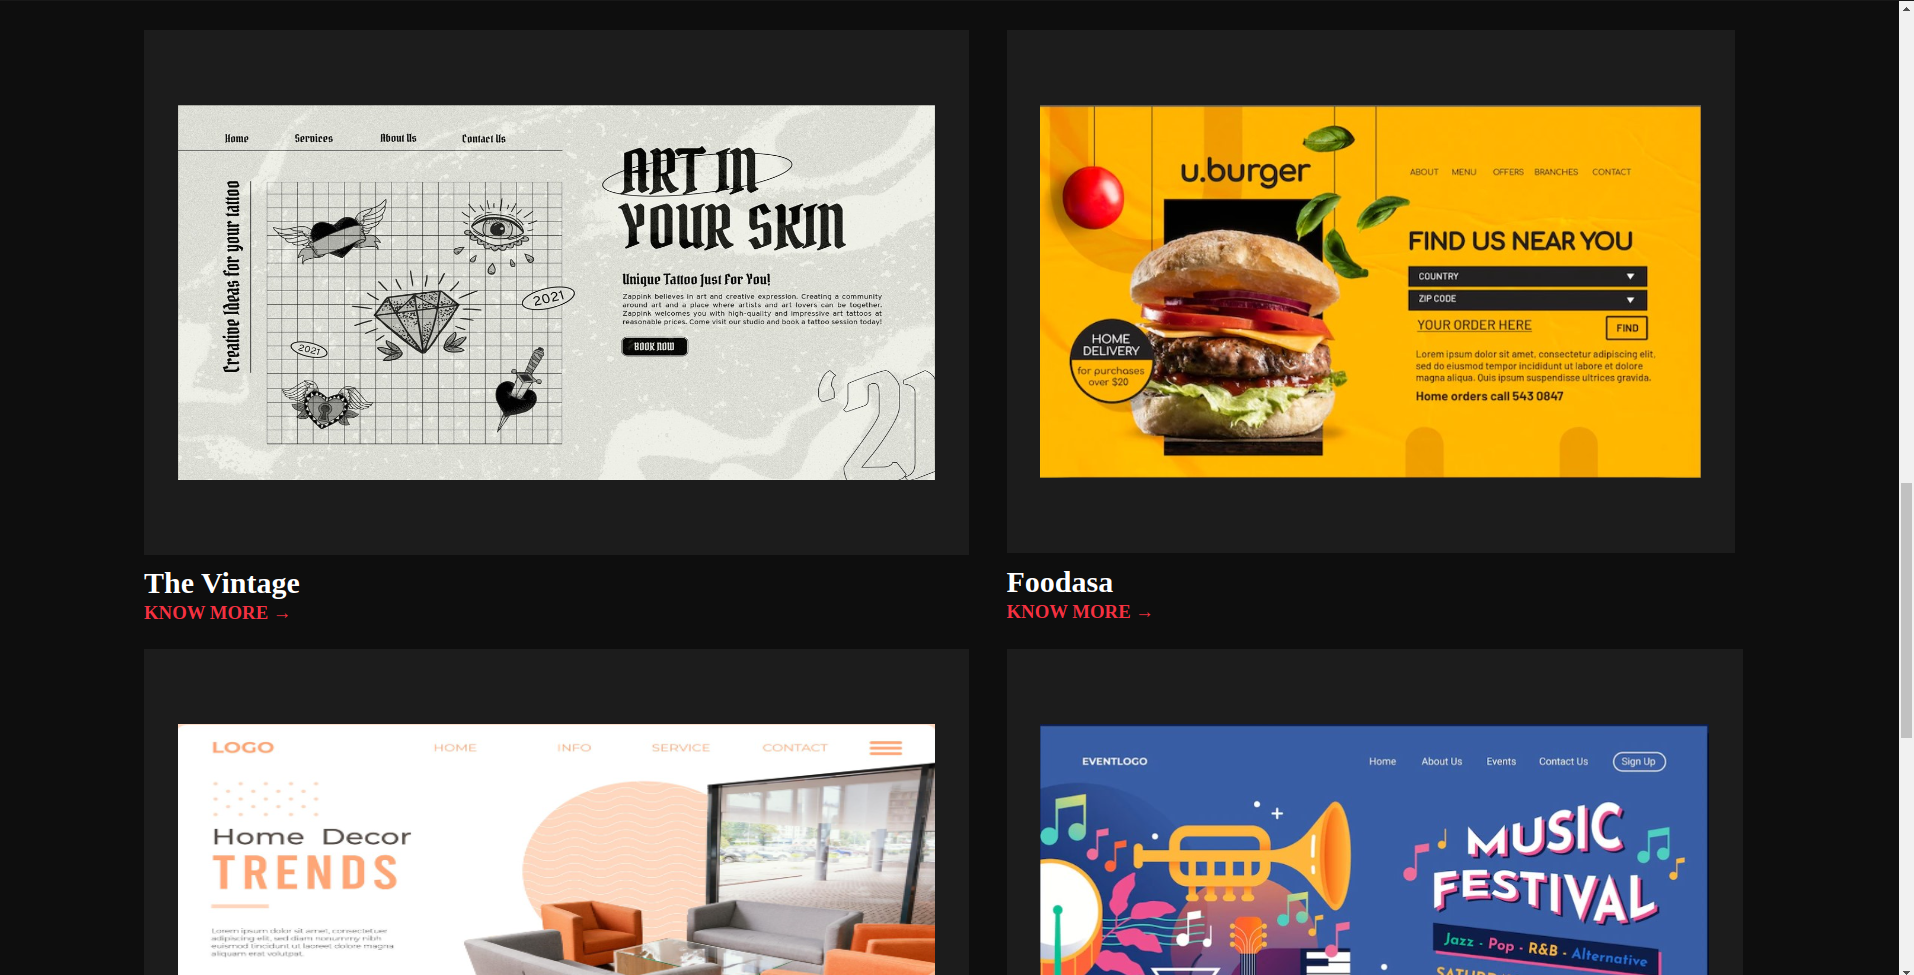 Home Services About Us Contact Us
Creative Ideas for your tattoo
2021
2021
ART IN
YOUR SKIN
Unique Tattoo Just For You!
Zappink believes in art and creative expression. Creating a community
around art and a place where artists and art lovers can be together.
Zappink welcomes you with high-quality and impressive art tattoos at
reasonable prices. Come visit our studio and book a tattoo session today!
BOOK NOW
'21
u.burger
ABOUT MENU OFFERS BRANCHES CONTACT
FIND US NEAR YOU
COUNTRY
ZIP CODE
YOUR ORDER HERE
FIND
HOME
DELIVERY
for purchases
over $20
Lorem ipsum dolor sit amet, consectetur adipiscing elit,
sed do eiusmod tempor incididunt ut labore et dolore
magna aliqua. Quis ipsum suspendisse ultrices gravida.
Home orders call 543 0847
The Vintage
KNOW MORE →
Foodasa
KNOW MORE →
LOGO HOME INFO SERVICE CONTACT
Home Decor
TRENDS
Lorem ipsum dolor sit amet, consectetuer
adipiscing elit, sed diam nonummy nibh
euismod tincidunt ut laoreet dolore magna
aliquam erat volutpat.
EVENTLOGO Home About Us Events Contact Us Sign Up
MUSIC
FESTIVAL
Jazz - Pop - R&B - Alternative